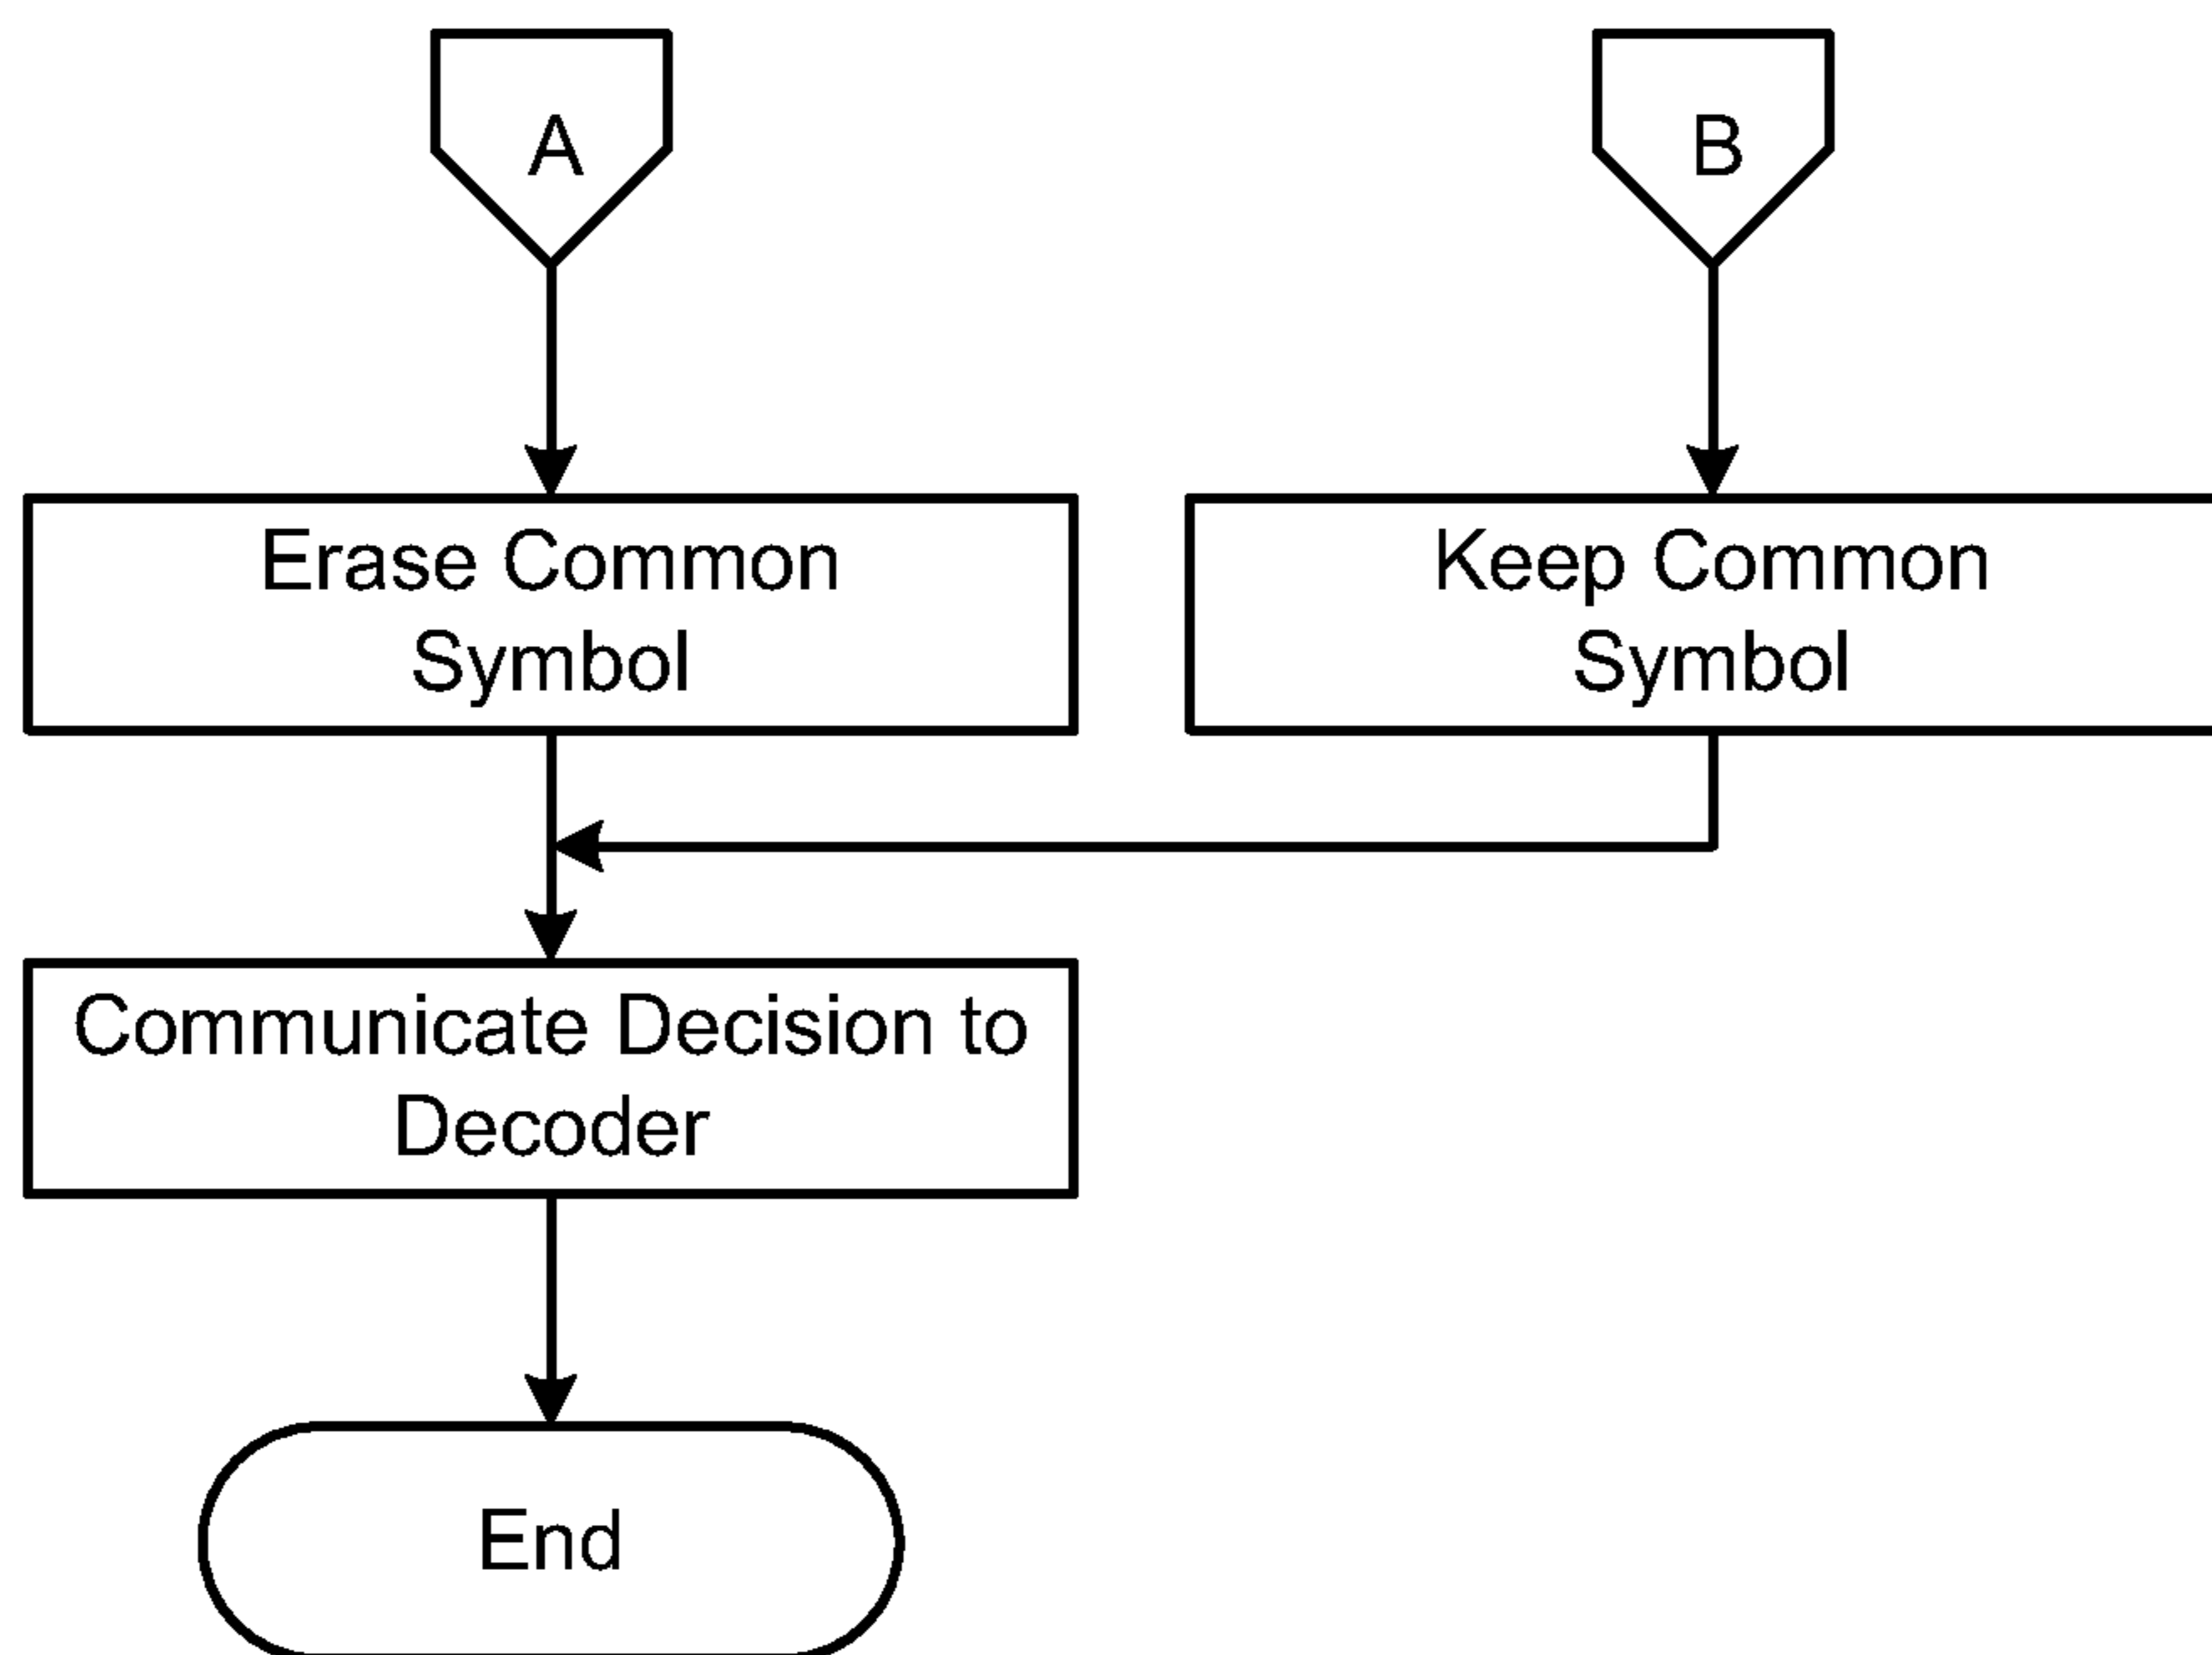 A
B
Erase Common
Symbol
Keep Common
Symbol
Communicate Decision to
Decoder
End